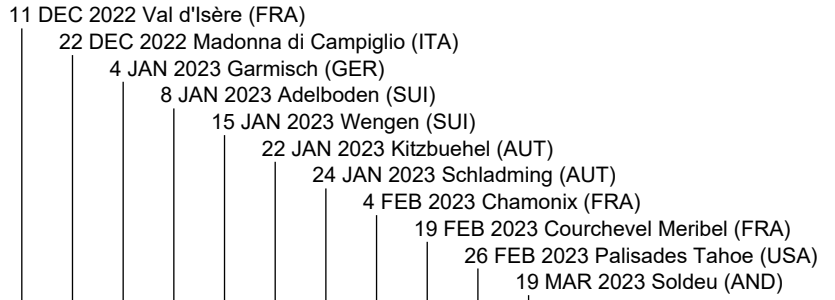 11 DEC 2022 Val d'Isère (FRA)
22 DEC 2022 Madonna di Campiglio (ITA)
4 JAN 2023 Garmisch (GER)
8 JAN 2023 Adelboden (SUI)
15 JAN 2023 Wengen (SUI)
22 JAN 2023 Kitzbuehel (AUT)
24 JAN 2023 Schladming (AUT)
4 FEB 2023 Chamonix (FRA)
19 FEB 2023 Courchevel Meribel (FRA)
26 FEB 2023 Palisades Tahoe (USA)
19 MAR 2023 Soldeu (AND)